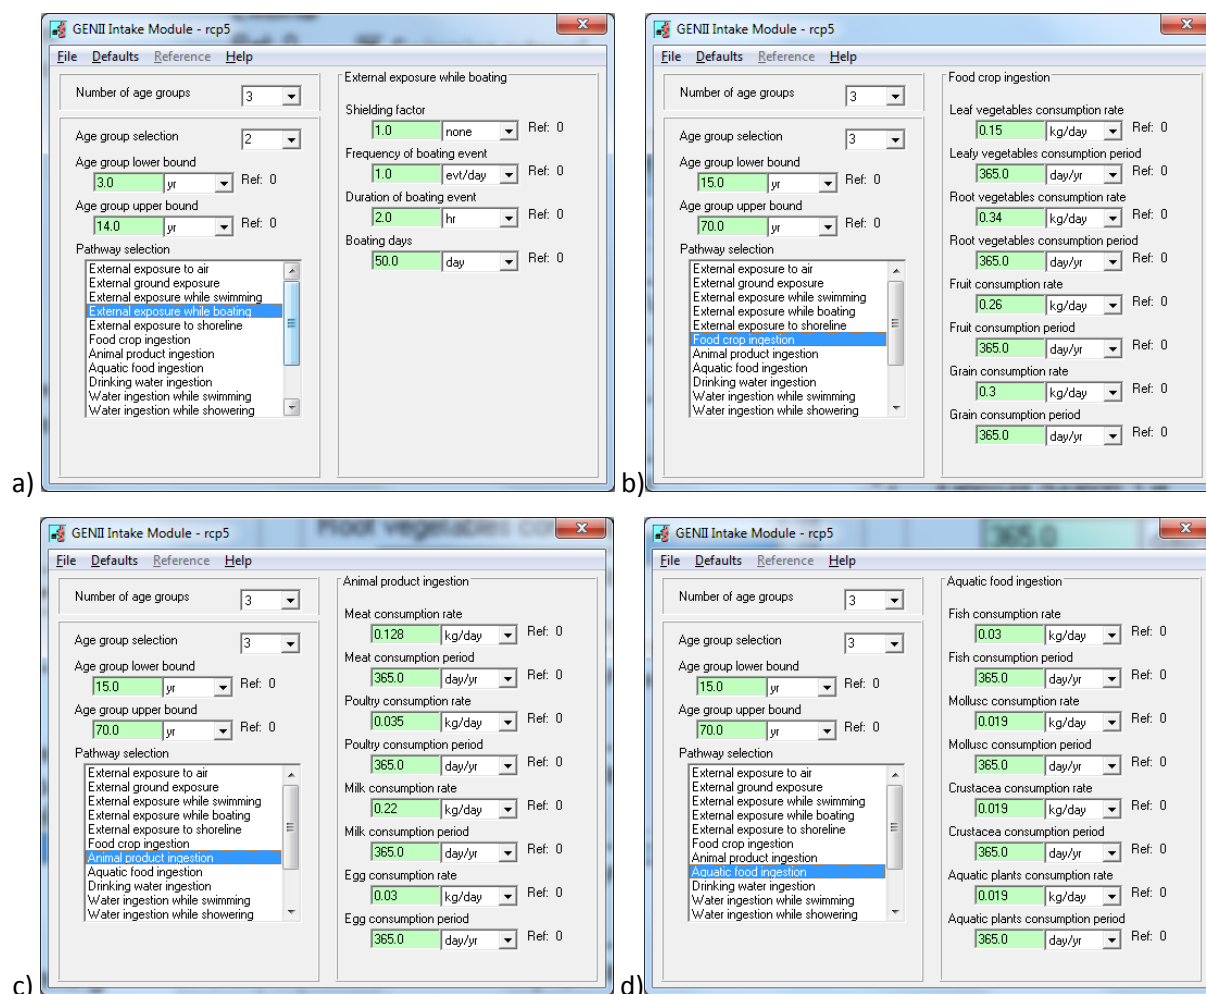 GENII Intake Module - rcp5
File Defaults Reference Help
Number of age groups 3
Age group selection 2
Age group lower bound
3.0 yr Ref: 0
Age group upper bound
14.0 yr Ref: 0
Pathway selection
External exposure to air
External ground exposure
External exposure while swimming
External exposure while boating
External exposure to shoreline
Food crop ingestion
Animal product ingestion
Aquatic food ingestion
Drinking water ingestion
Water ingestion while swimming
Water ingestion while showering
External exposure while boating
Shielding factor
1.0 none Ref: 0
Frequency of boating event
1.0 evt/day Ref: 0
Duration of boating event
2.0 hr Ref: 0
Boating days
50.0 day Ref: 0
a)
GENII Intake Module - rcp5
File Defaults Reference Help
Number of age groups 3
Age group selection 3
Age group lower bound
15.0 yr Ref: 0
Age group upper bound
70.0 yr Ref: 0
Pathway selection
External exposure to air
External ground exposure
External exposure while swimming
External exposure while boating
External exposure to shoreline
Food crop ingestion
Animal product ingestion
Aquatic food ingestion
Drinking water ingestion
Water ingestion while swimming
Water ingestion while showering
Food crop ingestion
Leaf vegetables consumption rate
0.15 kg/day Ref: 0
Leafy vegetables consumption period
365.0 day/yr Ref: 0
Root vegetables consumption rate
0.34 kg/day Ref: 0
Root vegetables consumption period
365.0 day/yr Ref: 0
Fruit consumption rate
0.26 kg/day Ref: 0
Fruit consumption period
365.0 day/yr Ref: 0
Grain consumption rate
0.3 kg/day Ref: 0
Grain consumption period
365.0 day/yr Ref: 0
b)
GENII Intake Module - rcp5
File Defaults Reference Help
Number of age groups 3
Age group selection 3
Age group lower bound
15.0 yr Ref: 0
Age group upper bound
70.0 yr Ref: 0
Pathway selection
External exposure to air
External ground exposure
External exposure while swimming
External exposure while boating
External exposure to shoreline
Food crop ingestion
Animal product ingestion
Aquatic food ingestion
Drinking water ingestion
Water ingestion while swimming
Water ingestion while showering
Animal product ingestion
Meat consumption rate
0.128 kg/day Ref: 0
Meat consumption period
365.0 day/yr Ref: 0
Poultry consumption rate
0.035 kg/day Ref: 0
Poultry consumption period
365.0 day/yr Ref: 0
Milk consumption rate
0.22 kg/day Ref: 0
Milk consumption period
365.0 day/yr Ref: 0
Egg consumption rate
0.03 kg/day Ref: 0
Egg consumption period
365.0 day/yr Ref: 0
c)
GENII Intake Module - rcp5
File Defaults Reference Help
Number of age groups 3
Age group selection 3
Age group lower bound
15.0 yr Ref: 0
Age group upper bound
70.0 yr Ref: 0
Pathway selection
External exposure to air
External ground exposure
External exposure while swimming
External exposure while boating
External exposure to shoreline
Food crop ingestion
Animal product ingestion
Aquatic food ingestion
Drinking water ingestion
Water ingestion while swimming
Water ingestion while showering
Aquatic food ingestion
Fish consumption rate
0.03 kg/day Ref: 0
Fish consumption period
365.0 day/yr Ref: 0
Mollusc consumption rate
0.019 kg/day Ref: 0
Mollusc consumption period
365.0 day/yr Ref: 0
Crustacea consumption rate
0.019 kg/day Ref: 0
Crustacea consumption period
365.0 day/yr Ref: 0
Aquatic plants consumption rate
0.019 kg/day Ref: 0
Aquatic plants consumption period
365.0 day/yr Ref: 0
d)